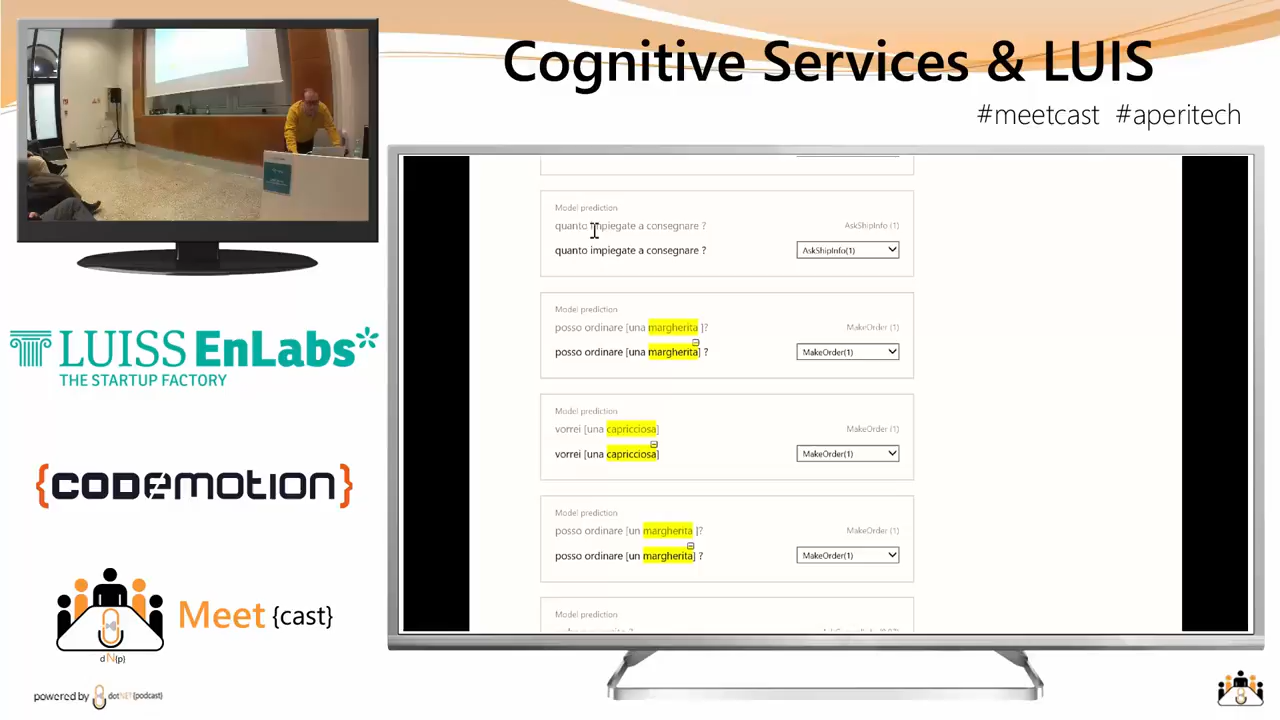 Cognitive Services & LUIS
#meetcast #aperitech
Model prediction
quanto impiegate a consegnare ? AskShipInfo (1)
quanto impiegate a consegnare ? AskShipInfo(1)
Model prediction
posso ordinare [una margherita ]? MakeOrder (1)
posso ordinare [una margherita] ? MakeOrder(1)
Model prediction
vorrei [una capricciosa] MakeOrder (1)
vorrei [una capricciosa] MakeOrder(1)
Model prediction
posso ordinare [un margherita ]? MakeOrder (1)
posso ordinare [un margherita] ? MakeOrder(1)
Model prediction
LUISS EnLabs*
THE STARTUP FACTORY
{CODEMOTION}
Meet {cast}
dN{p}
powered by dotNET{podcast}